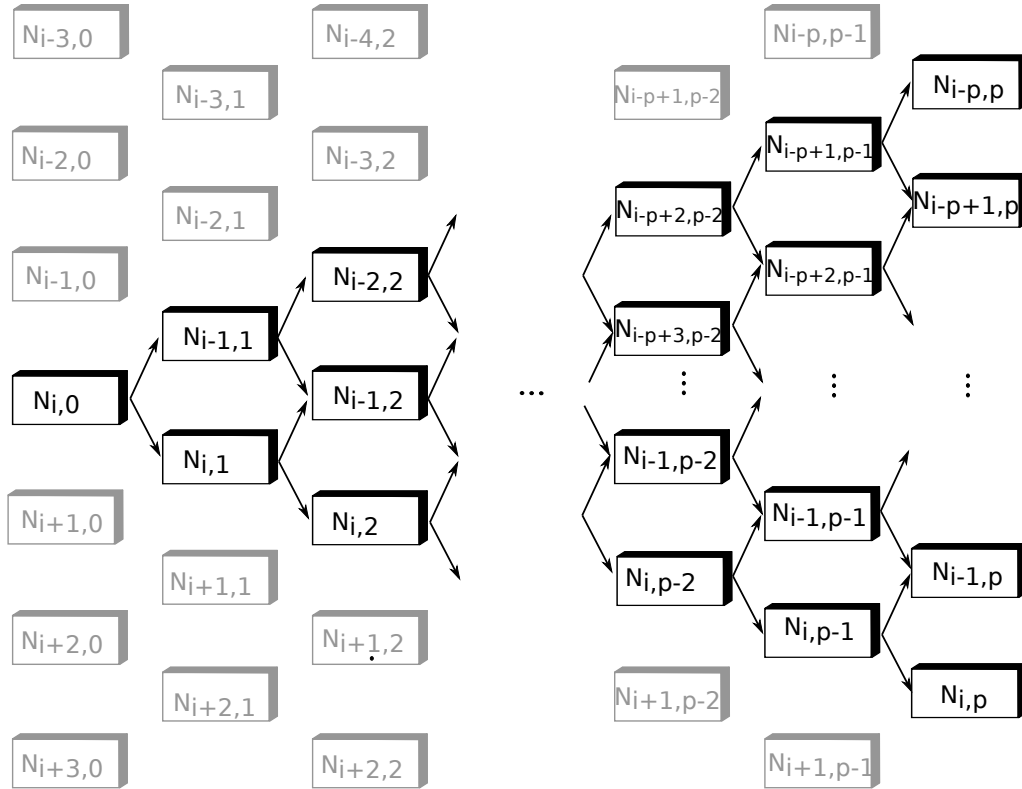 Ni-3,0
Ni-2,0
Ni-1,0
Ni,0
Ni+1,0
Ni+2,0
Ni+3,0
Ni-3,1
Ni-2,1
Ni-1,1
Ni,1
Ni+1,1
Ni+2,1
Ni-4,2
Ni-3,2
Ni-2,2
Ni-1,2
Ni,2
Ni+1,2
Ni+2,2
...
Ni-p+1,p-2
Ni-p+2,p-2
Ni-p+3,p-2
⋮
Ni-1,p-2
Ni,p-2
Ni+1,p-2
Ni-p,p-1
Ni-p+1,p-1
Ni-p+2,p-1
⋮
Ni-1,p-1
Ni,p-1
Ni+1,p-1
Ni-p,p
Ni-p+1,p
⋮
Ni-1,p
Ni,p